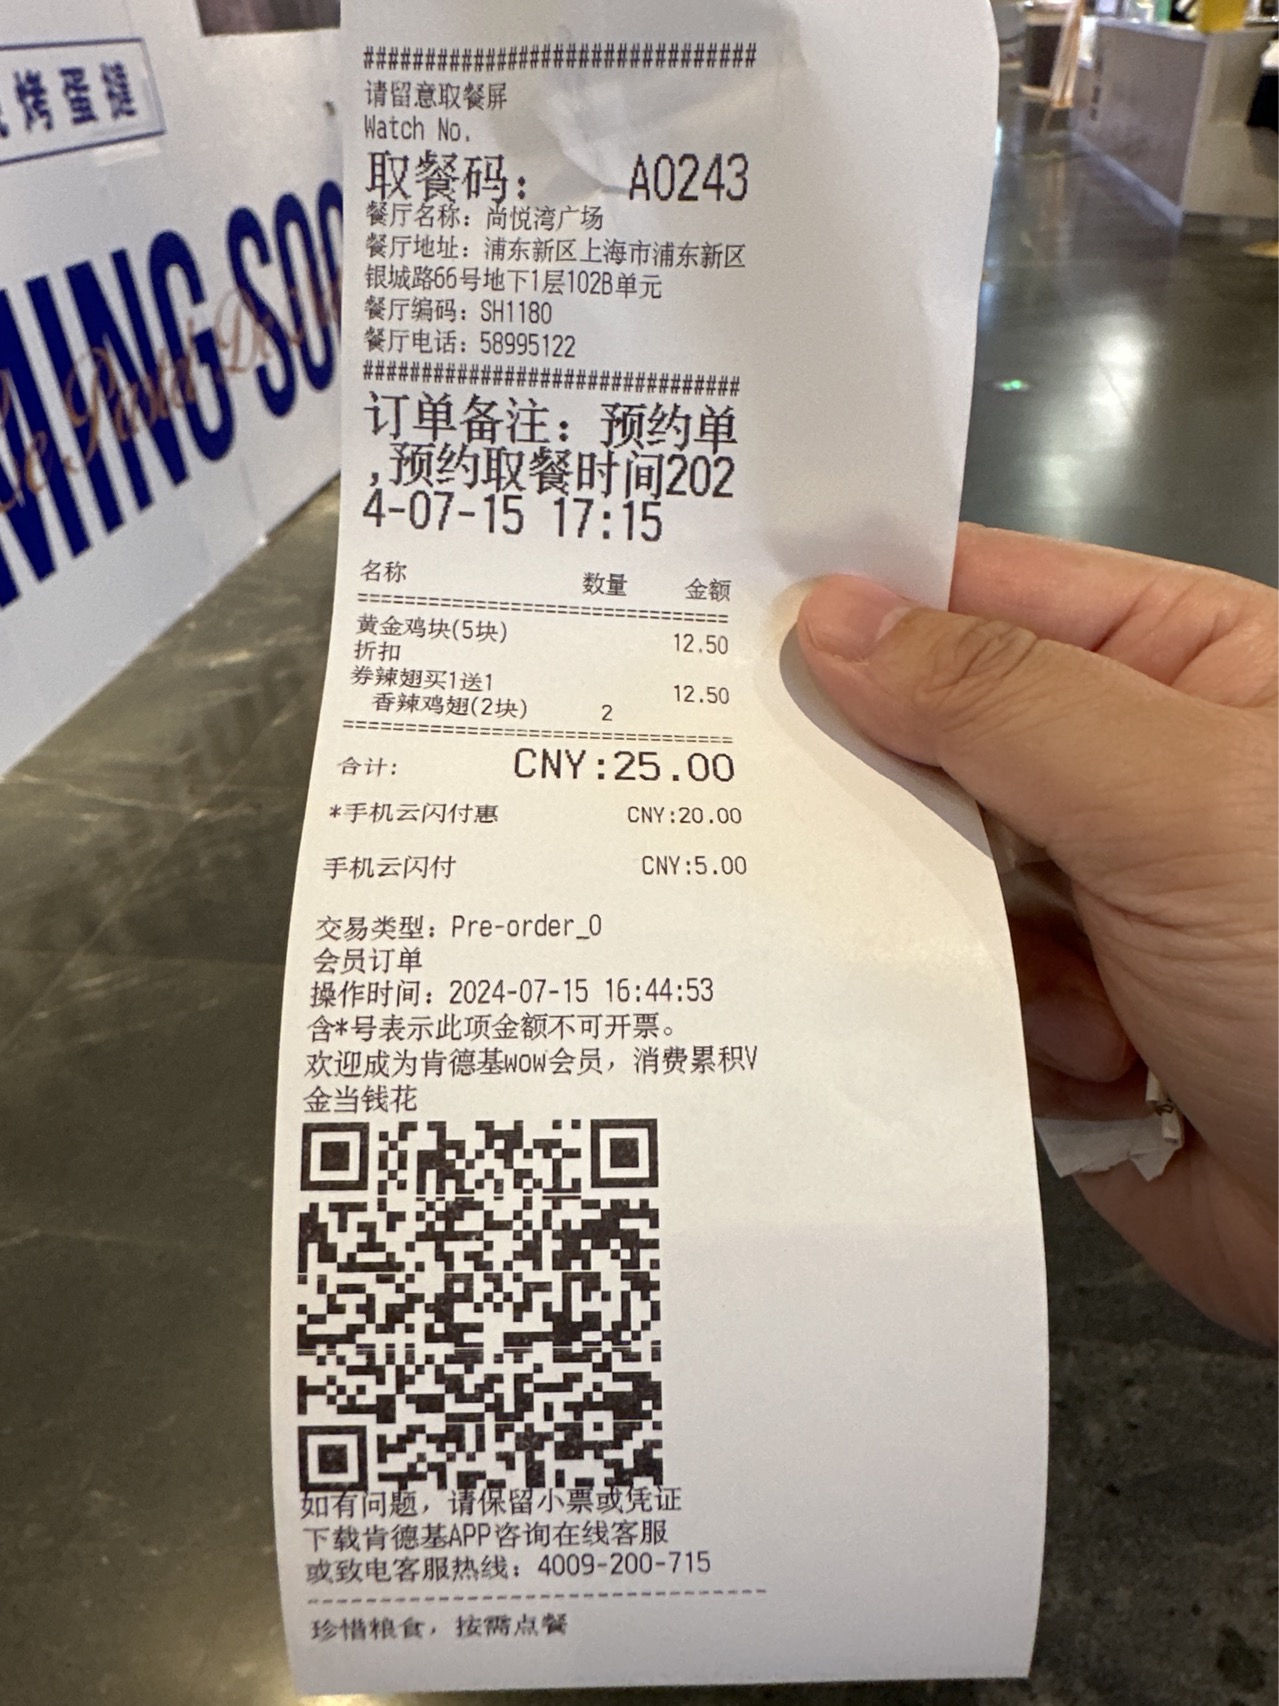 烤蛋挞
MING SOO
##################################
请留意取餐屏
Watch No.
取餐码： A0243
餐厅名称：尚悦湾广场
餐厅地址：浦东新区上海市浦东新区
银城路66号地下1层102B单元
餐厅编码：SH1180
餐厅电话：58995122
##################################
订单备注：预约单
,预约取餐时间202
4-07-15 17:15
名称 数量 金额
================================
黄金鸡块(5块) 12.50
折扣
券辣翅买1送1 12.50
香辣鸡翅(2块) 2
================================
合计： CNY:25.00
*手机云闪付惠 CNY:20.00
手机云闪付 CNY:5.00
交易类型：Pre-order_0
会员订单
操作时间：2024-07-15 16:44:53
含*号表示此项金额不可开票。
欢迎成为肯德基wow会员，消费累积V
金当钱花
如有问题，请保留小票或凭证
下载肯德基APP咨询在线客服
或致电客服热线：4009-200-715
--------------------------------
珍惜粮食，按需点餐